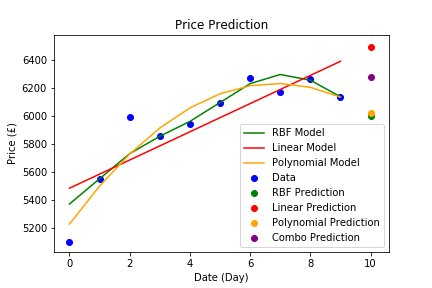 Price Prediction
Price (£)
6400
6200
6000
5800
5600
5400
5200
RBF Model
Linear Model
Polynomial Model
Data
RBF Prediction
Linear Prediction
Polynomial Prediction
Combo Prediction
0 2 4 6 8 10
Date (Day)